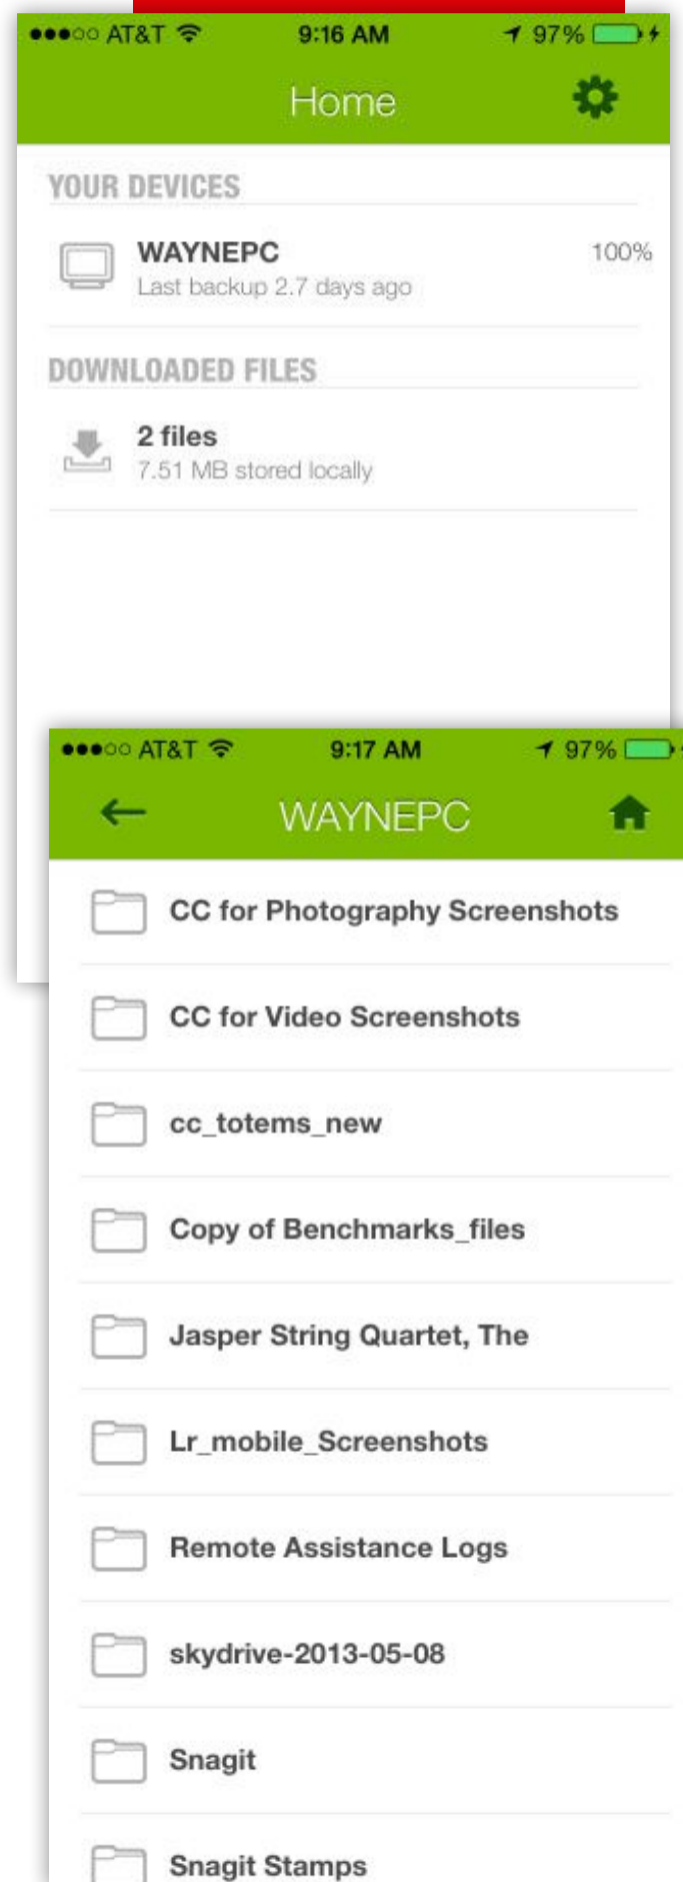 AT&T 9:16 AM 97%
Home
YOUR DEVICES
WAYNEPC 100%
Last backup 2.7 days ago
DOWNLOADED FILES
2 files
7.51 MB stored locally
AT&T 9:17 AM 97%
WAYNEPC
CC for Photography Screenshots
CC for Video Screenshots
cc_totems_new
Copy of Benchmarks_files
Jasper String Quartet, The
Lr_mobile_Screenshots
Remote Assistance Logs
skydrive-2013-05-08
Snagit
Snagit Stamps